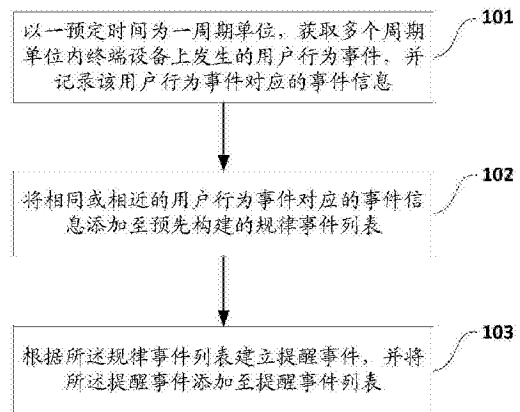 以一预定时间为一周期单位，获取多个周期
单位内终端设备上发生的用户行为事件，并
记录该用户行为事件对应的事件信息
101
将相同或相近的用户行为事件对应的事件信
息添加至预先构建的规律事件列表
102
根据所述规律事件列表建立提醒事件，并将
所述提醒事件添加至提醒事件列表
103